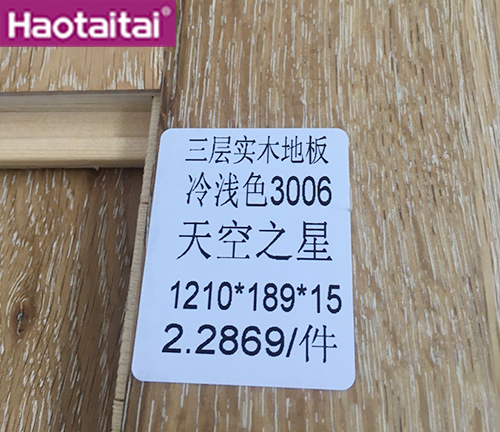 Haotaitai
三层实木地板
冷浅色3006
天空之星
1210*189*15
2.2869/件